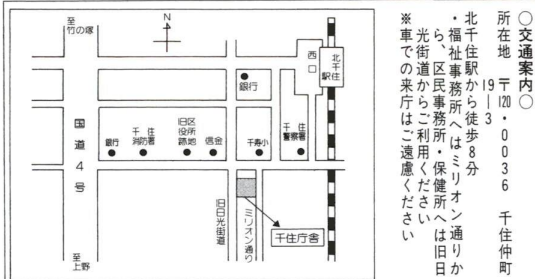 ○交通案内○
所在地 〒120・0036 千住仲町
19―3
北千住駅から徒歩8分
・福祉事務所へはミリオン通りか
ら、区民事務所・保健所へは旧日
光街道からご利用ください
※車での来庁はご遠慮ください
至
竹の塚
N
西口
北千住
駅
銀行
国道4号
銀行
千住
消防署
旧区
役所
跡地
信金
千寿小
千住
警察署
旧日光街道
ミリオン通り
千住庁舎
至
上野